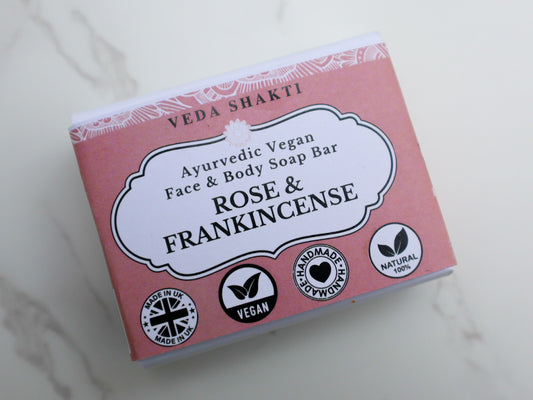 VEDA SHAKTI
Ayurvedic Vegan
Face & Body Soap Bar
ROSE &
FRANKINCENSE
MADE IN UK
MADE IN UK
VEGAN
HANDMADE
HANDMADE
NATURAL
100%